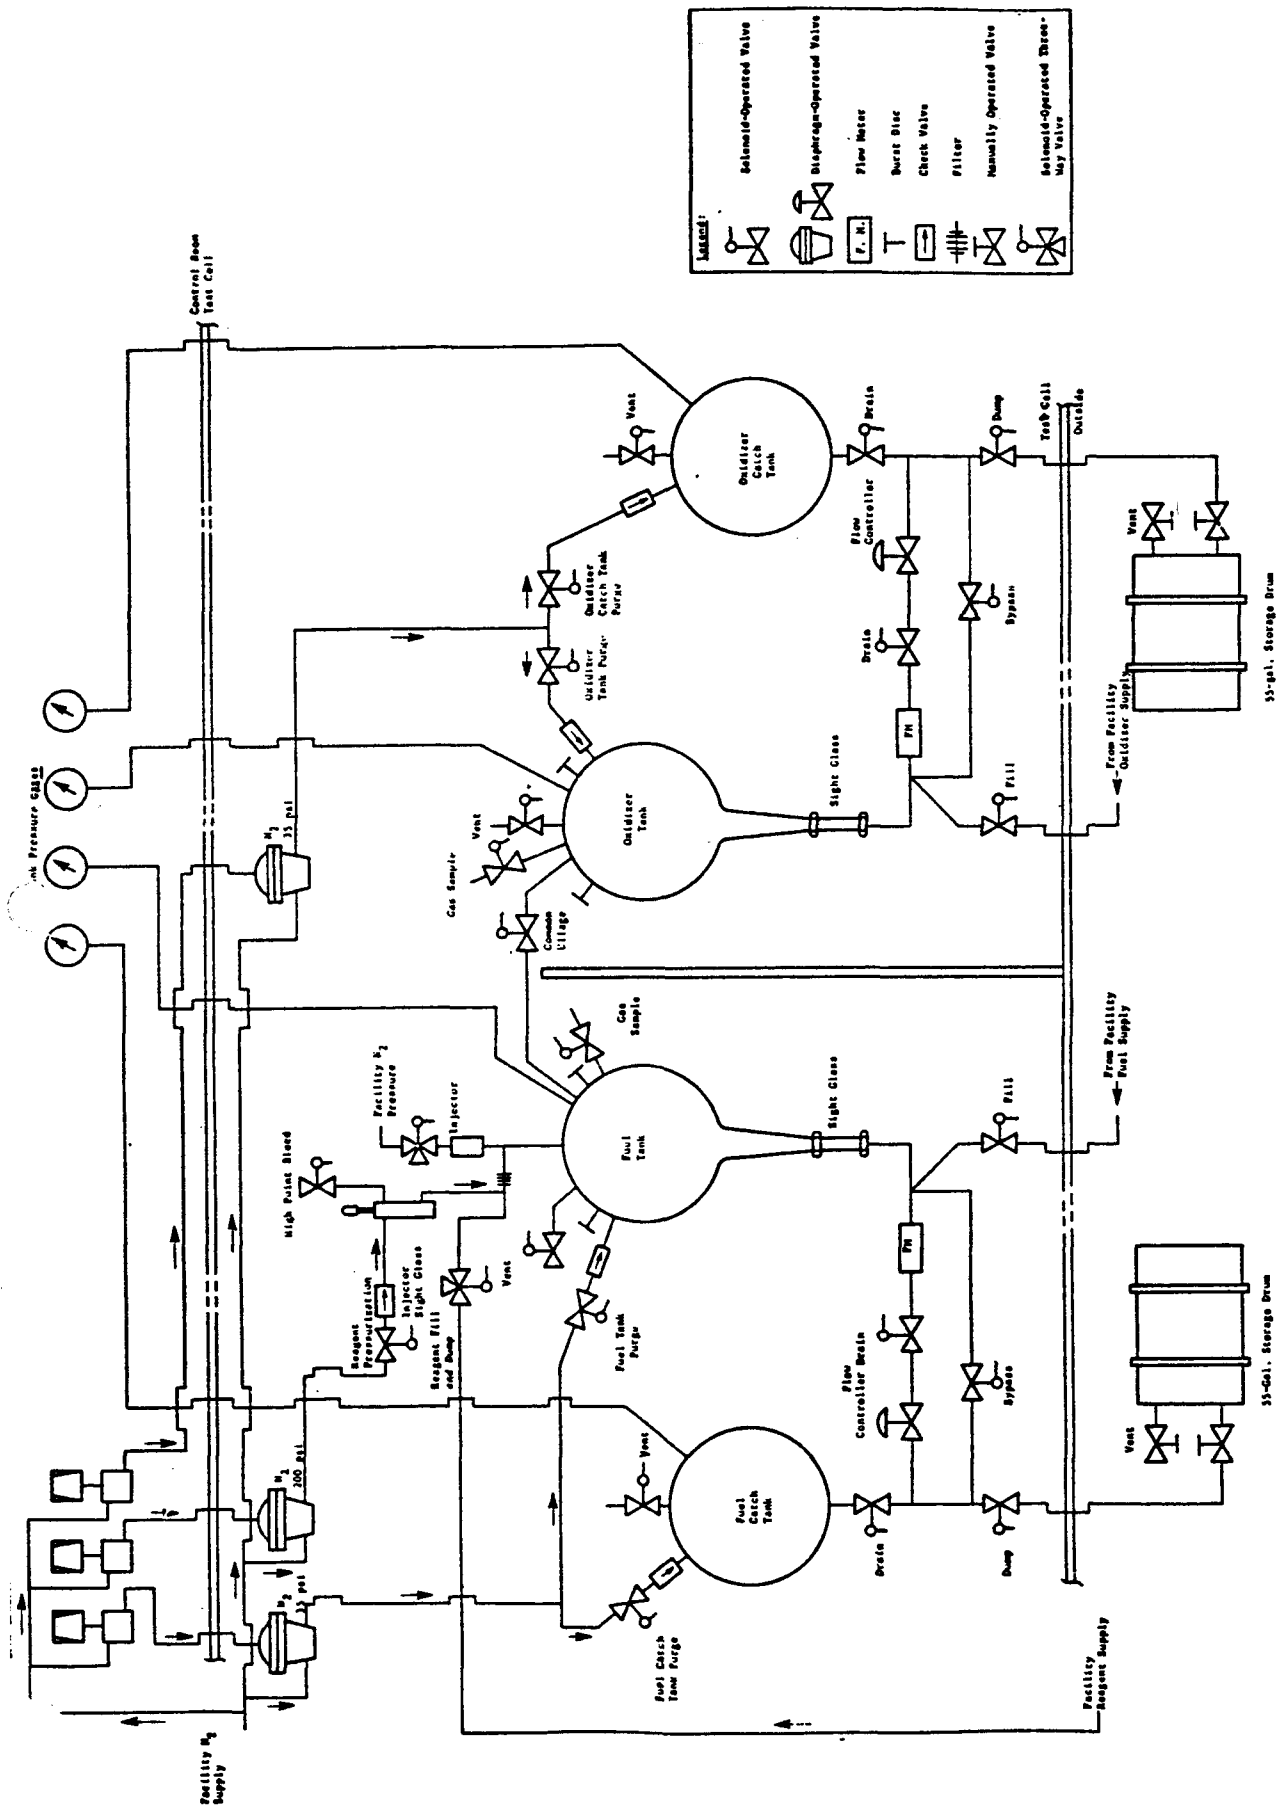 Legend:
Solenoid-Operated Valve
Diaphragm-Operated Valve
F. M.
Flow Meter
Burst Disc
Check Valve
Filter
Manually Operated Valve
Solenoid-Operated Three-
Way Valve
Control Room
Test Cell
Pressure Gages
N2
35 psi
N2
200 psi
N2
35 psi
Facility N2
Supply
High Point Bleed
Facility N2
Pressure
Injector
Reagent
Pressurization
Injector
Sight Glass
Reagent Fill
and Dump
Vent
Fuel Tank
Purge
Fuel Catch
Tank Purge
Vent
Fuel
Catch
Tank
Fuel
Tank
Gas
Sample
Common
Ullage
Gas Sample
Vent
Oxidizer
Tank
Oxidizer
Tank Purge
Oxidizer
Catch Tank
Purge
Vent
Oxidizer
Catch
Tank
Drain
Flow
Controller
Drain
FM
Bypass
Dump
Sight Glass
Fill
From Facility
Oxidizer Supply
Test Cell
Outside
Vent
55-gal. Storage Drum
Sight Glass
Fill
From Facility
Fuel Supply
FM
Flow
Controller Drain
Bypass
Drain
Dump
Vent
55-Gal. Storage Drum
Facility
Reagent Supply